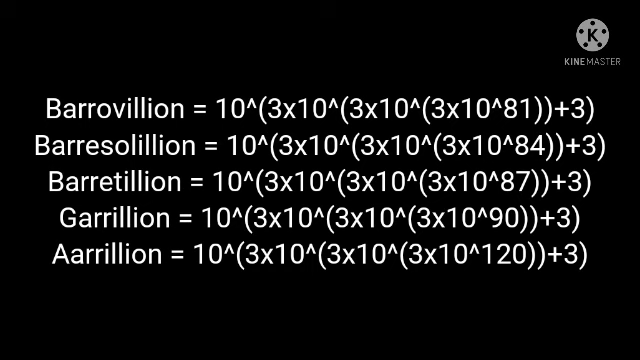 K
KINEMASTER
Barrovillion = 10^(3x10^(3x10^(3x10^81))+3)
Barresolillion = 10^(3x10^(3x10^(3x10^84))+3)
Barretillion = 10^(3x10^(3x10^(3x10^87))+3)
Garrillion = 10^(3x10^(3x10^(3x10^90))+3)
Aarrillion = 10^(3x10^(3x10^(3x10^120))+3)